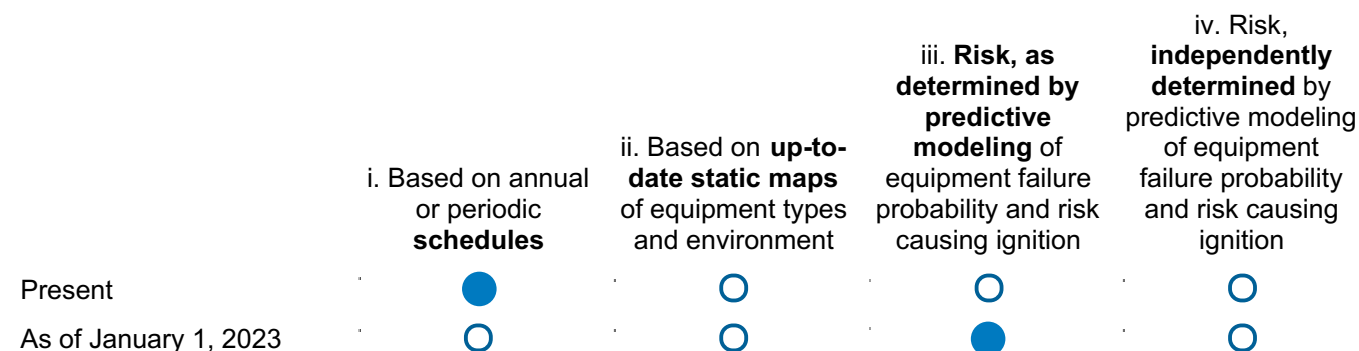 i. Based on annual
or periodic
schedules
ii. Based on up-to-
date static maps
of equipment types
and environment
iii. Risk, as
determined by
predictive
modeling of
equipment failure
probability and risk
causing ignition
iv. Risk,
independently
determined by
predictive modeling
of equipment
failure probability
and risk causing
ignition
Present
As of January 1, 2023